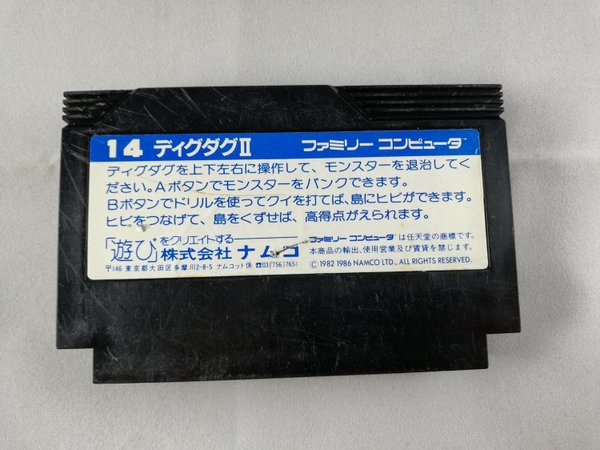 14 ディグダグII ファミリー コンピュータ
ディグダグを上下左右に操作して、モンスターを退治してく
ださい。Aボタンでモンスターをパンクできます。
Bボタンでドリルを使ってクイを打てば、島にヒビができます。
ヒビをつなげて、島をくずせば、高得点がえられます。
「遊び」をクリエイトする
株式会社 ナムコ
〒146 東京都大田区多摩川2-8-5 ナムコット係 ☎03(756)7651
ファミリー コンピュータ は任天堂の商標です。
本商品の輸出、使用営業及び賃貸を禁じます。
Ⓒ 1982 1986 NAMCO LTD., ALL RIGHTS RESERVED.